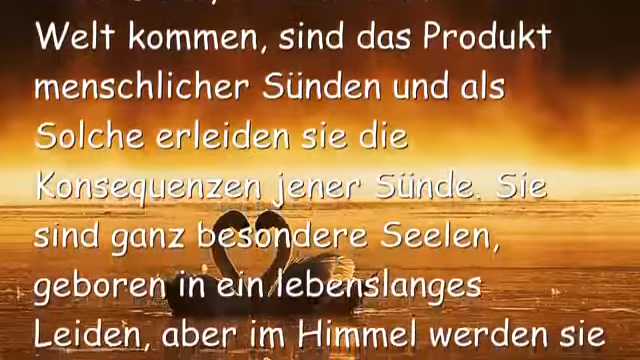 Welt kommen, sind das Produkt
menschlicher Sünden und als
Solche erleiden sie die
Konsequenzen jener Sünde. Sie
sind ganz besondere Seelen,
geboren in ein lebenslanges
Leiden, aber im Himmel werden sie